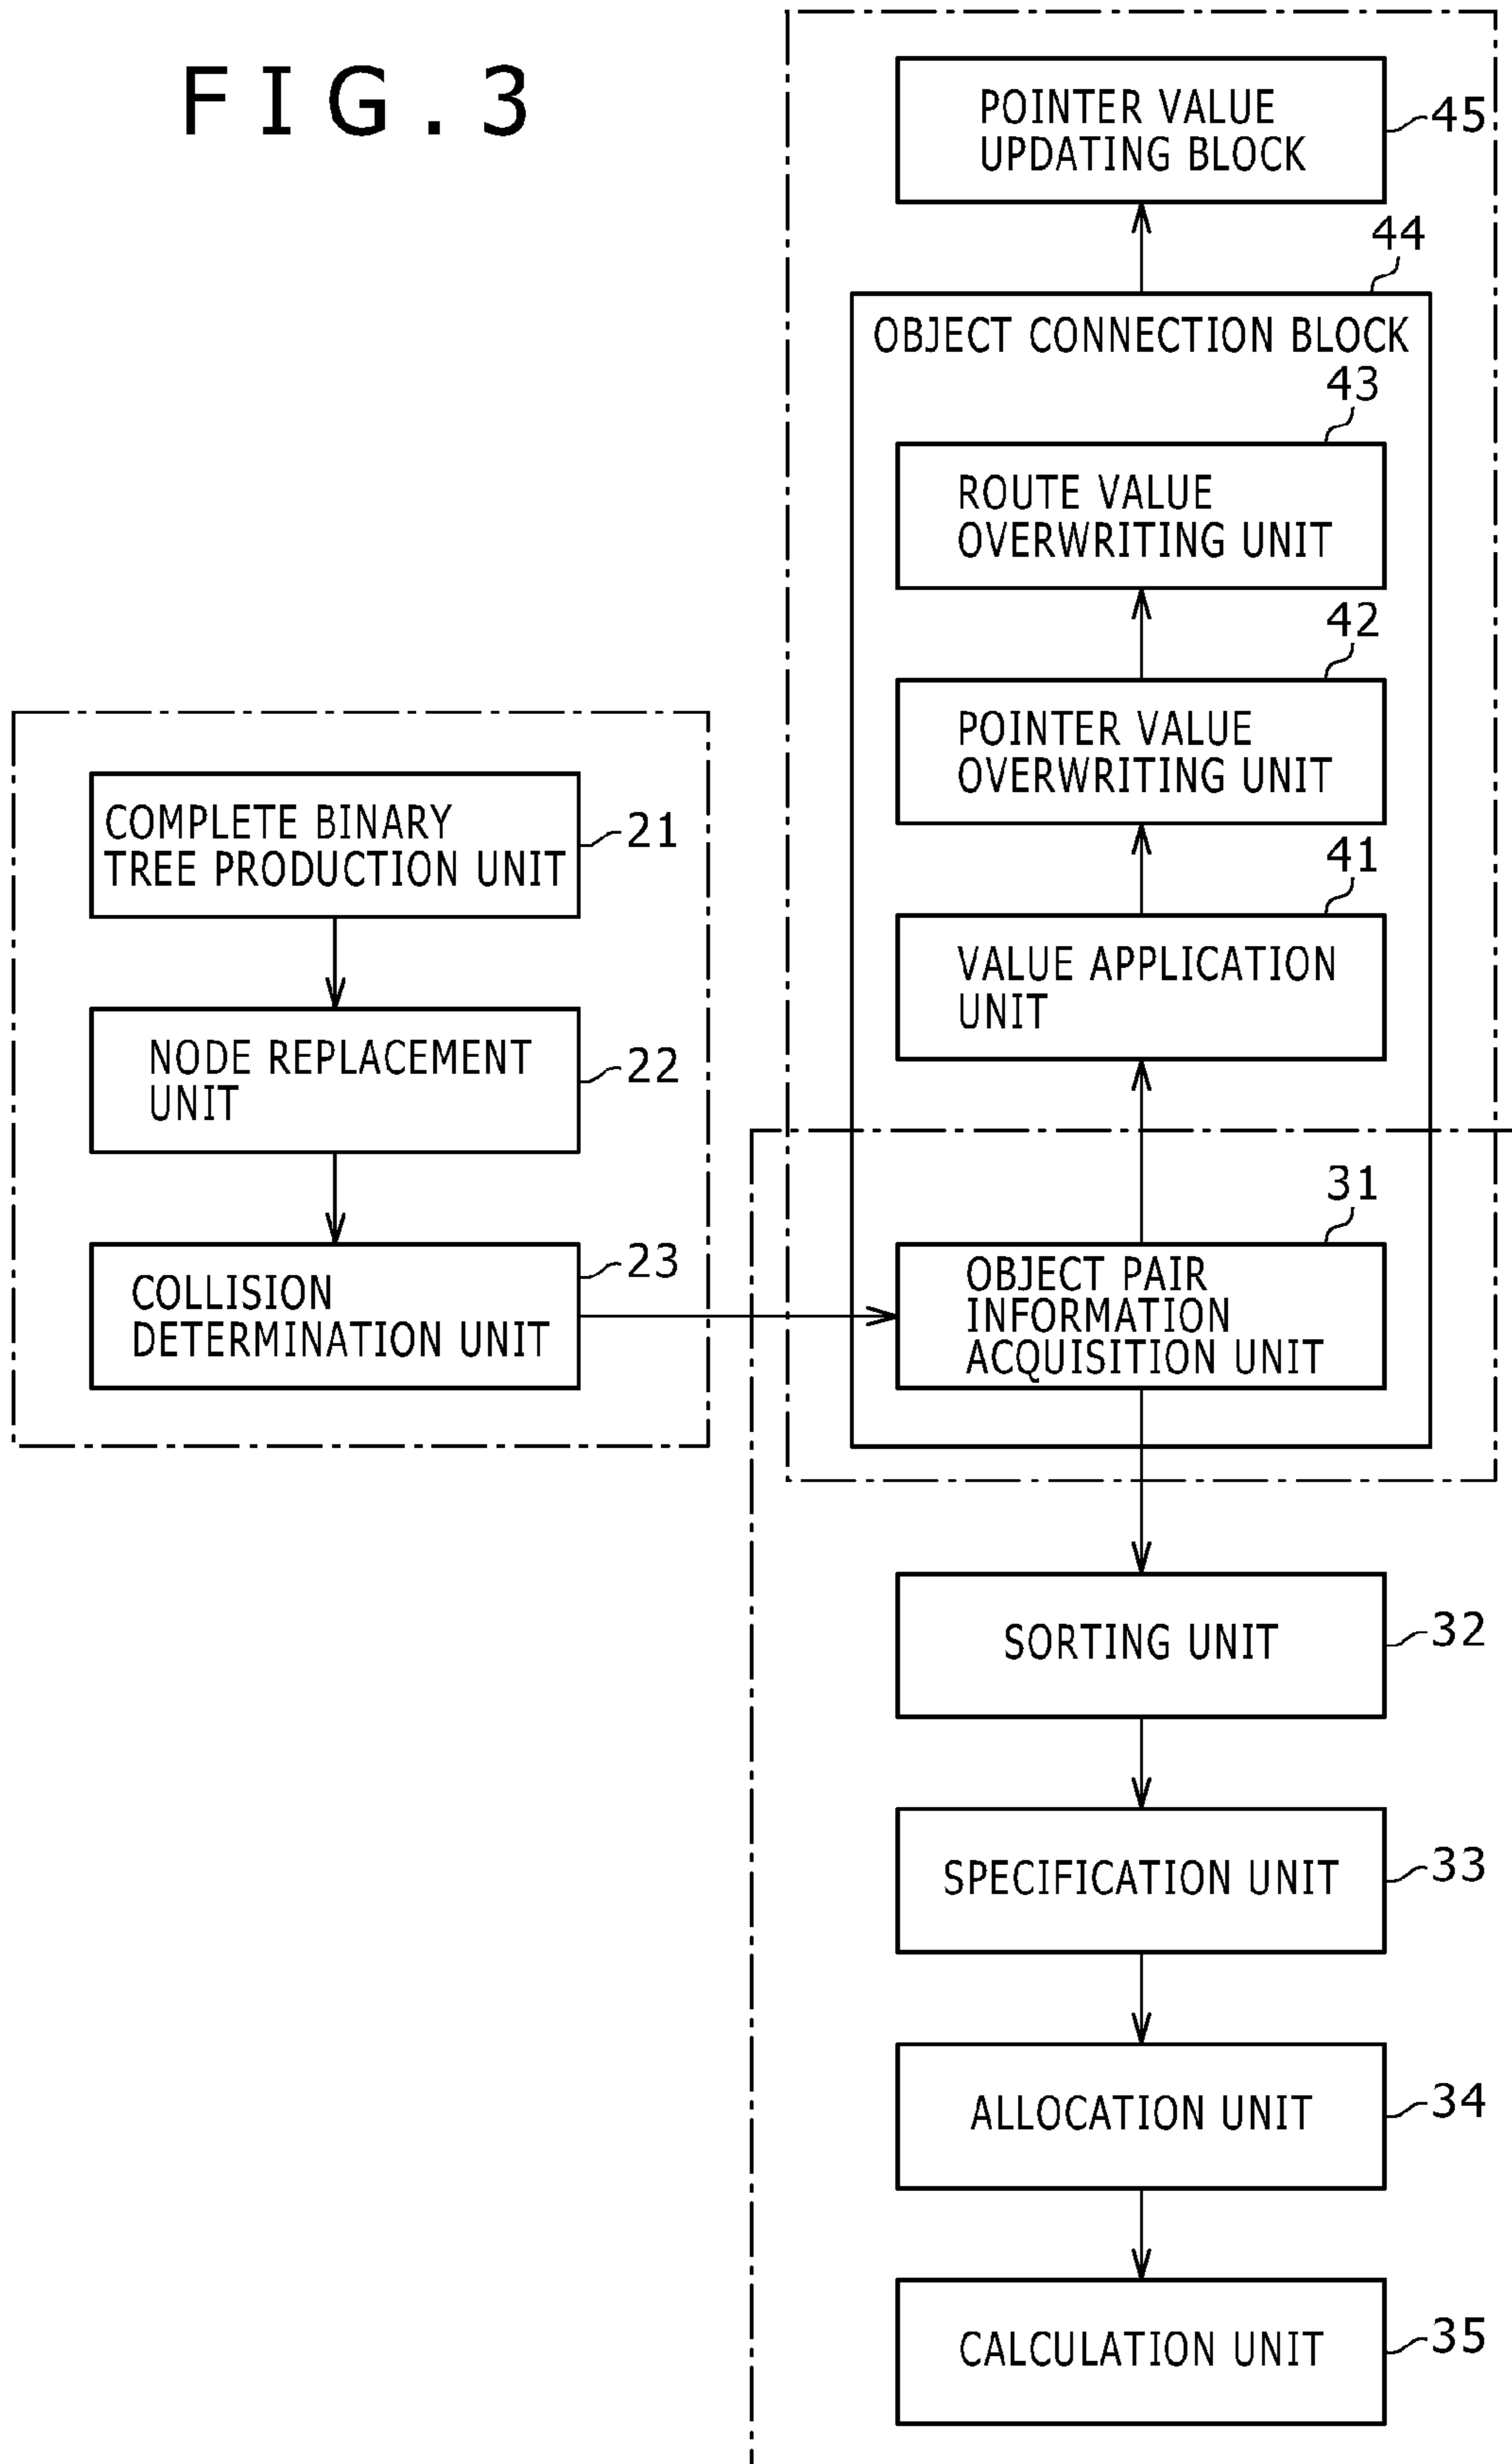 FIG.3
POINTER VALUE
UPDATING BLOCK
45
44
OBJECT CONNECTION BLOCK
43
ROUTE VALUE
OVERWRITING UNIT
42
POINTER VALUE
OVERWRITING UNIT
41
VALUE APPLICATION
UNIT
COMPLETE BINARY
TREE PRODUCTION UNIT
21
NODE REPLACEMENT
UNIT
22
COLLISION
DETERMINATION UNIT
23
31
OBJECT PAIR
INFORMATION
ACQUISITION UNIT
SORTING UNIT
32
SPECIFICATION UNIT
33
ALLOCATION UNIT
34
CALCULATION UNIT
35